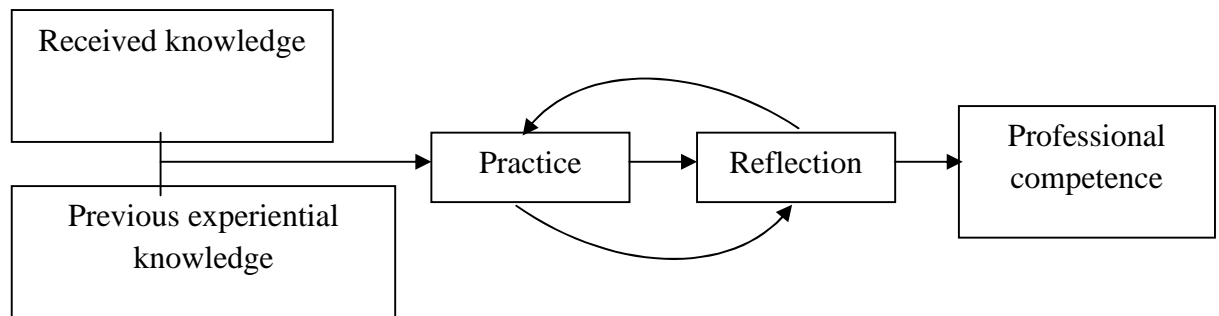 Received knowledge
Previous experiential
knowledge
Practice
Reflection
Professional
competence